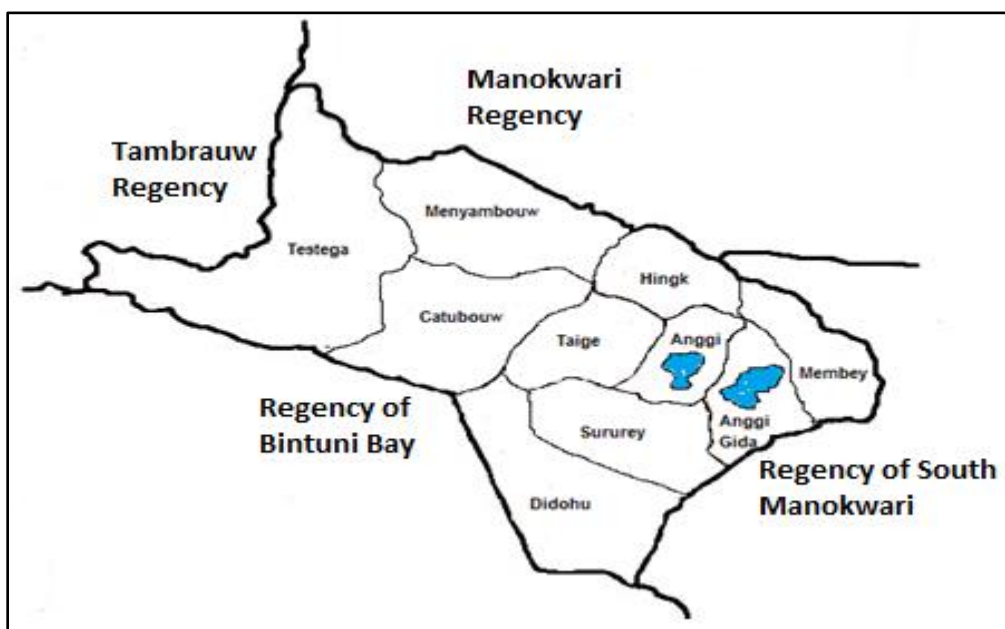 Manokwari
Regency
Tambrauw
Regency
Menyambouw
Testega
Hingk
Catubouw
Taige
Anggi
Membey
Regency of
Bintuni Bay
Anggi
Gida
Sururey
Regency of South
Manokwari
Didohu